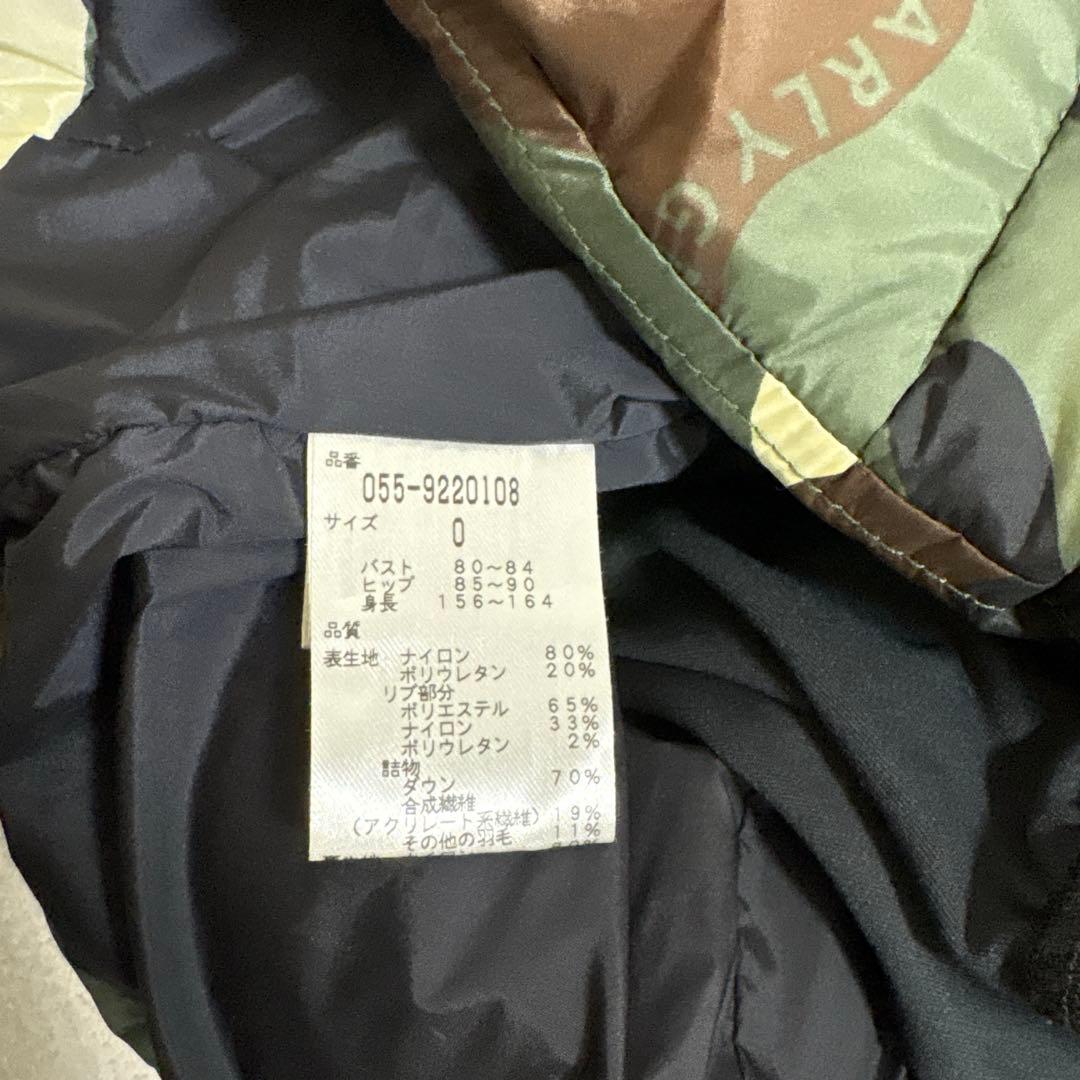 ARLY G
品番
055-9220108
サイズ
0
バスト 80~84
ヒップ 85~90
身長 156~164
品質
表生地 ナイロン 80%
ポリウレタン 20%
リブ部分
ポリエステル 65%
ナイロン 33%
ポリウレタン 2%
詰物
ダウン 70%
合成繊維
(アクリレート系繊維) 19%
その他の羽毛 11%